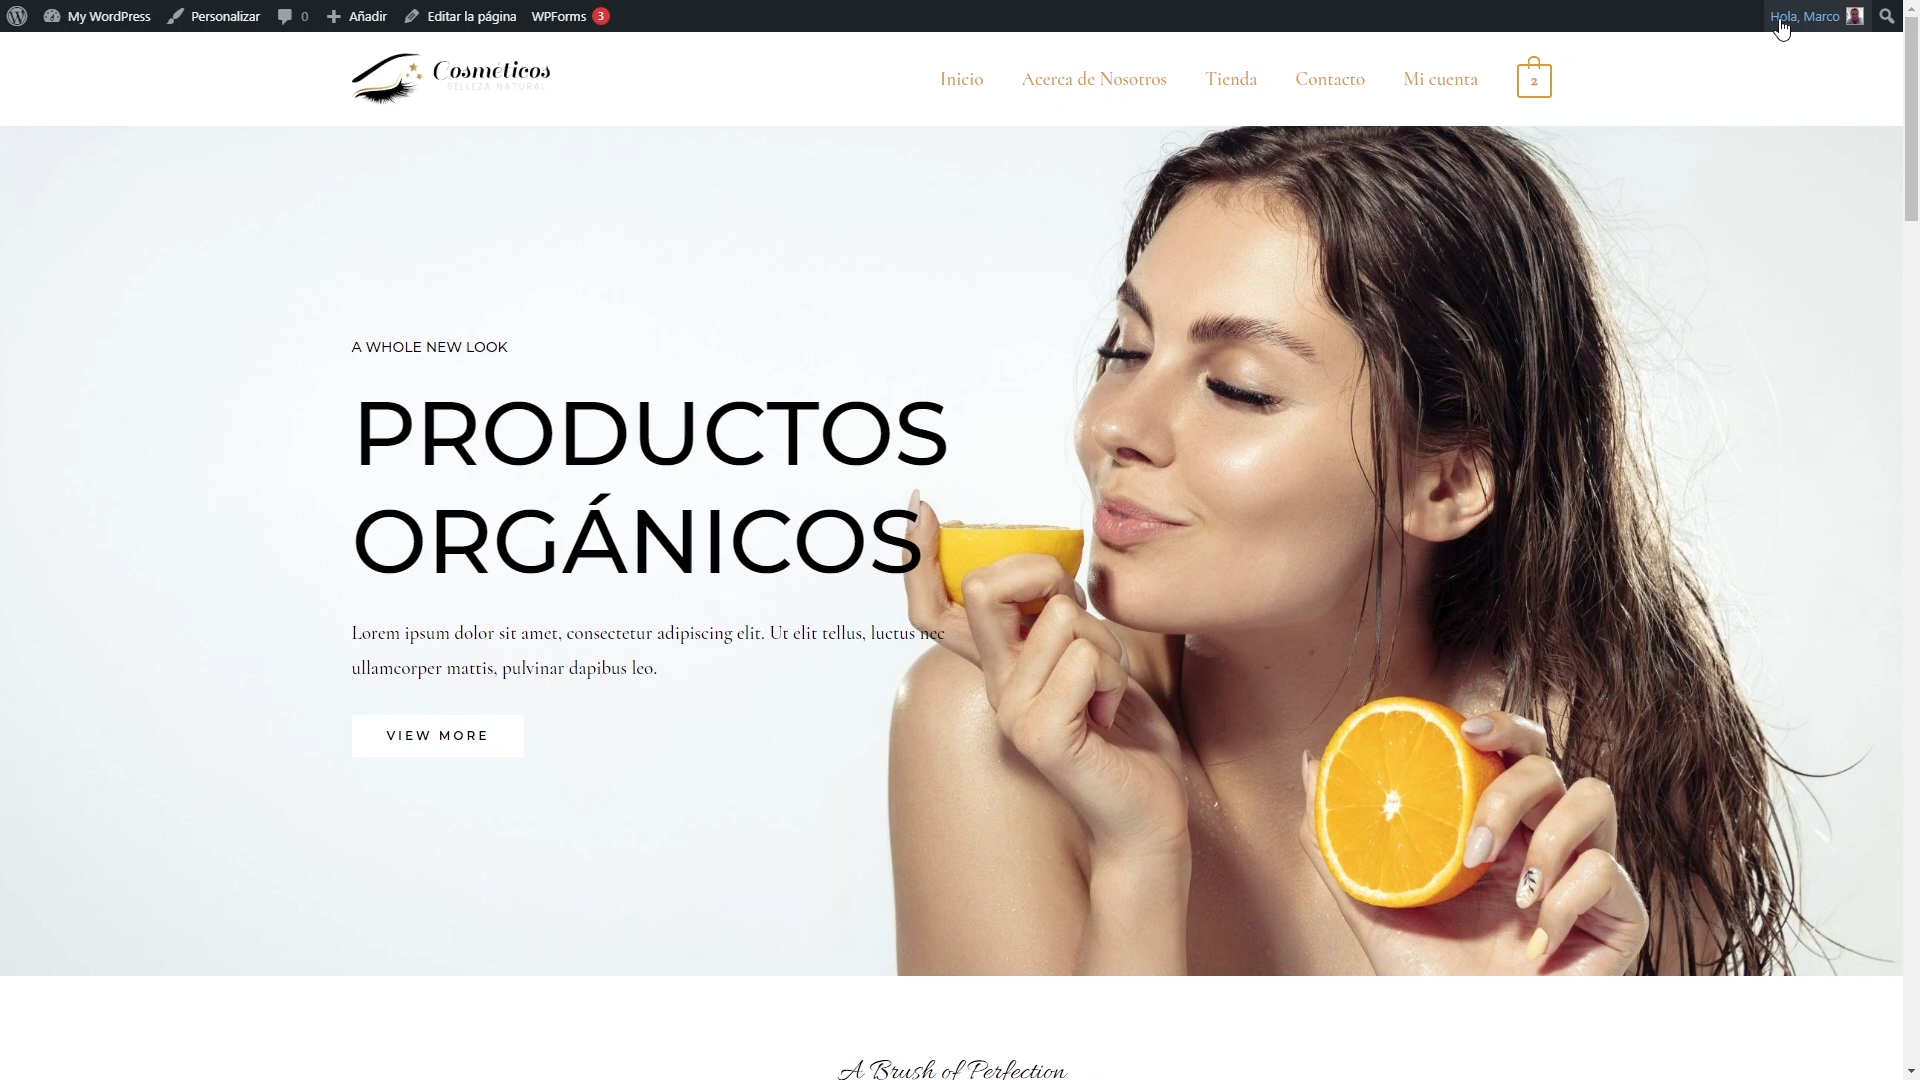 My WordPress Personalizar 0 Añadir Editar la página WPForms 3 Hola, Marco
Cosméticos
BELLEZA NATURAL
Inicio Acerca de Nosotros Tienda Contacto Mi cuenta 2
A WHOLE NEW LOOK
PRODUCTOS
ORGÁNICOS
Lorem ipsum dolor sit amet, consectetur adipiscing elit. Ut elit tellus, luctus nec
ullamcorper mattis, pulvinar dapibus leo.
VIEW MORE
A Brush of Perfection